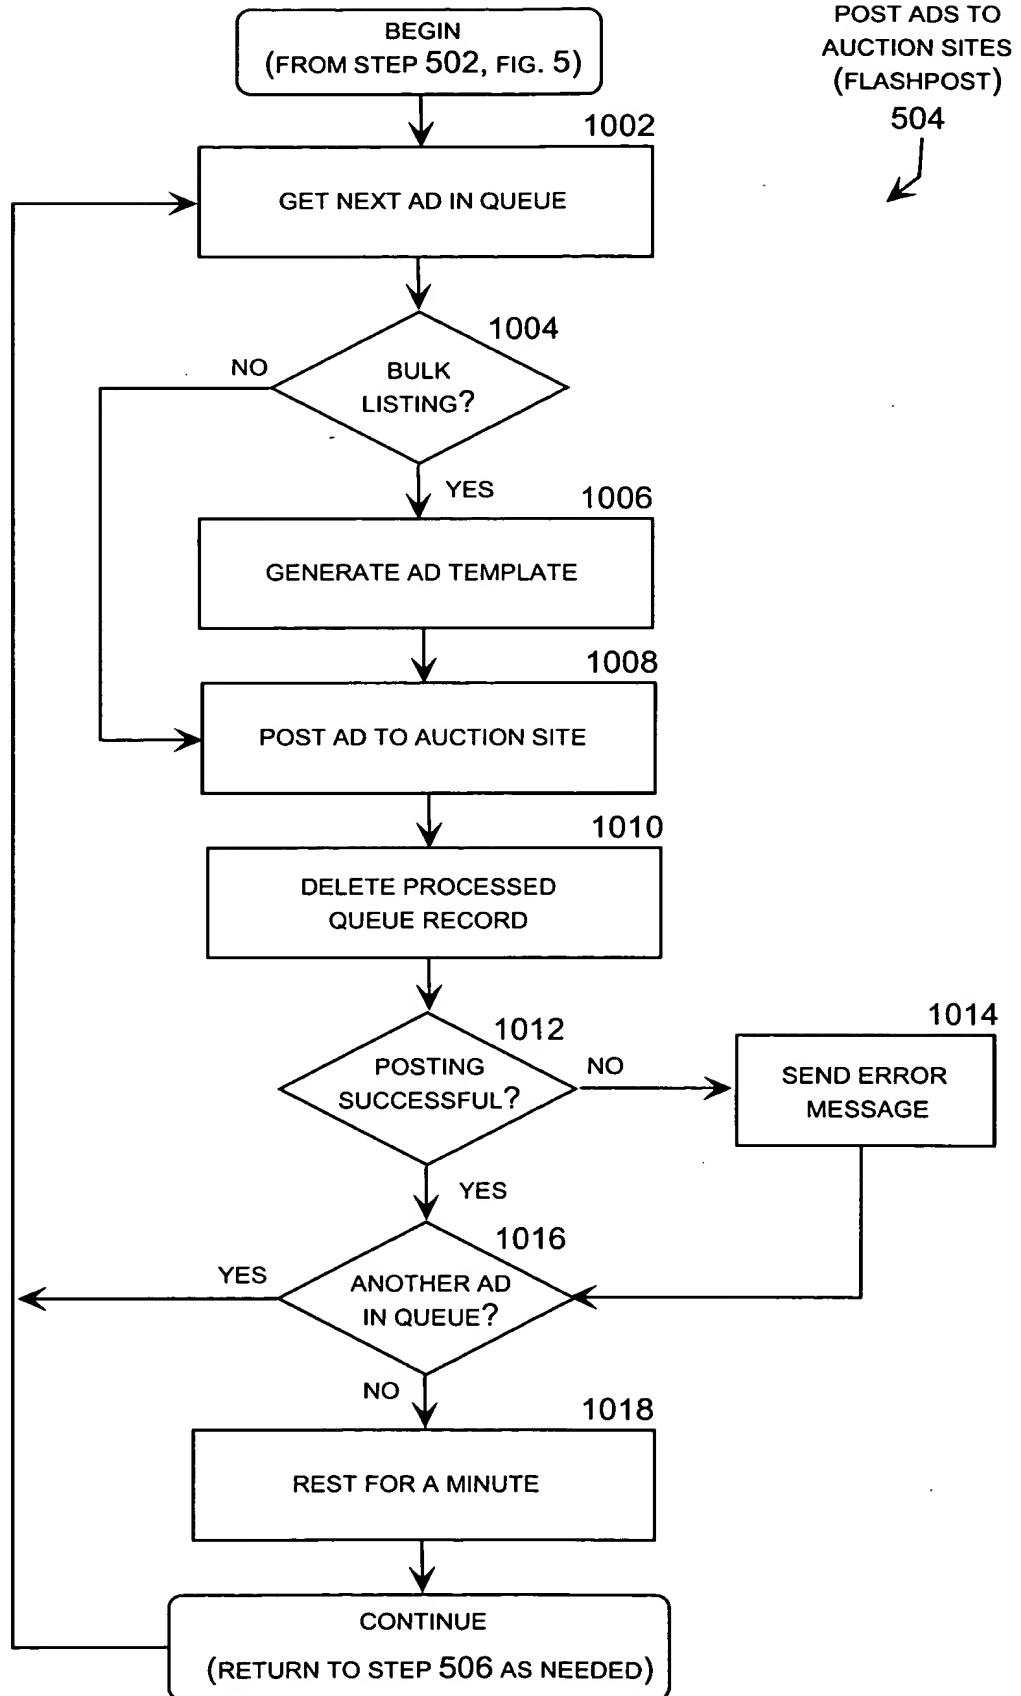 POST ADS TO
AUCTION SITES
(FLASHPOST)
504
BEGIN
(FROM STEP 502, FIG. 5)
1002
GET NEXT AD IN QUEUE
1004
BULK
LISTING?
NO
YES
1006
GENERATE AD TEMPLATE
1008
POST AD TO AUCTION SITE
1010
DELETE PROCESSED
QUEUE RECORD
1012
POSTING
SUCCESSFUL?
NO
1014
SEND ERROR
MESSAGE
YES
1016
ANOTHER AD
IN QUEUE?
YES
NO
1018
REST FOR A MINUTE
CONTINUE
(RETURN TO STEP 506 AS NEEDED)